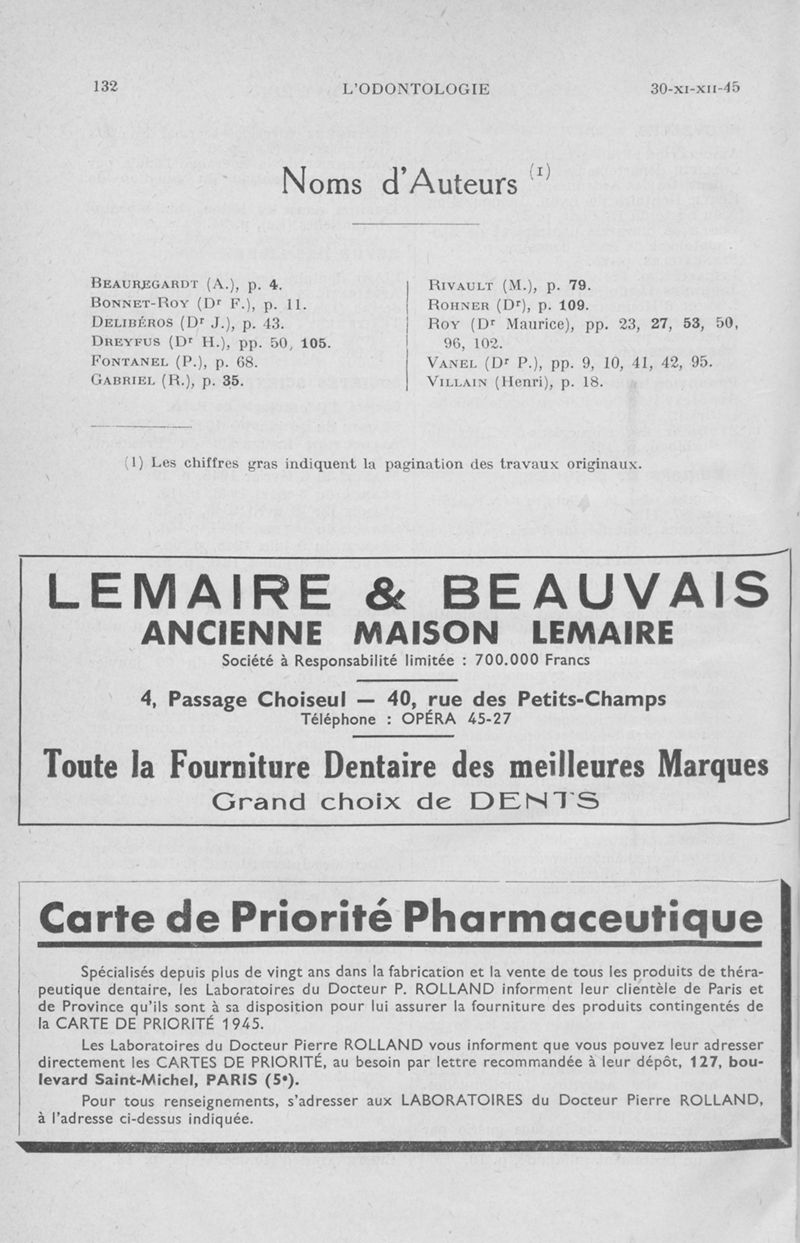 132
L'ODONTOLOGIE
30-XI-XII-45
Noms d'Auteurs (1)
BEAUREGARDT (A.), p. 4.
BONNET-ROY (Dr F.), p. 11.
DELIBÉROS (Dr J.), p. 43.
DREYFUS (Dr H.), pp. 50, 105.
FONTANEL (P.), p. 68.
GABRIEL (R.), p. 35.
RIVAULT (M.), p. 79.
ROHNER (Dr), p. 109.
ROY (Dr Maurice), pp. 23, 27, 53, 50,
96, 102.
VANEL (Dr P.), pp. 9, 10, 41, 42, 95.
VILLAIN (Henri), p. 18.
(1) Les chiffres gras indiquent la pagination des travaux originaux.
LEMAIRE & BEAUVAIS
ANCIENNE MAISON LEMAIRE
Société à Responsabilité limitée : 700.000 Francs
4, Passage Choiseul — 40, rue des Petits-Champs
Téléphone : OPÉRA 45-27
Toute la Fourniture Dentaire des meilleures Marques
Grand choix de DENTS
Carte de Priorité Pharmaceutique
Spécialisés depuis plus de vingt ans dans la fabrication et la vente de tous les produits de théra-
peutique dentaire, les Laboratoires du Docteur P. ROLLAND informent leur clientèle de Paris et
de Province qu'ils sont à sa disposition pour lui assurer la fourniture des produits contingentés de
la CARTE DE PRIORITÉ 1945.
Les Laboratoires du Docteur Pierre ROLLAND vous informent que vous pouvez leur adresser
directement les CARTES DE PRIORITÉ, au besoin par lettre recommandée à leur dépôt, 127, bou-
levard Saint-Michel, PARIS (5e).
Pour tous renseignements, s'adresser aux LABORATOIRES du Docteur Pierre ROLLAND,
à l'adresse ci-dessus indiquée.